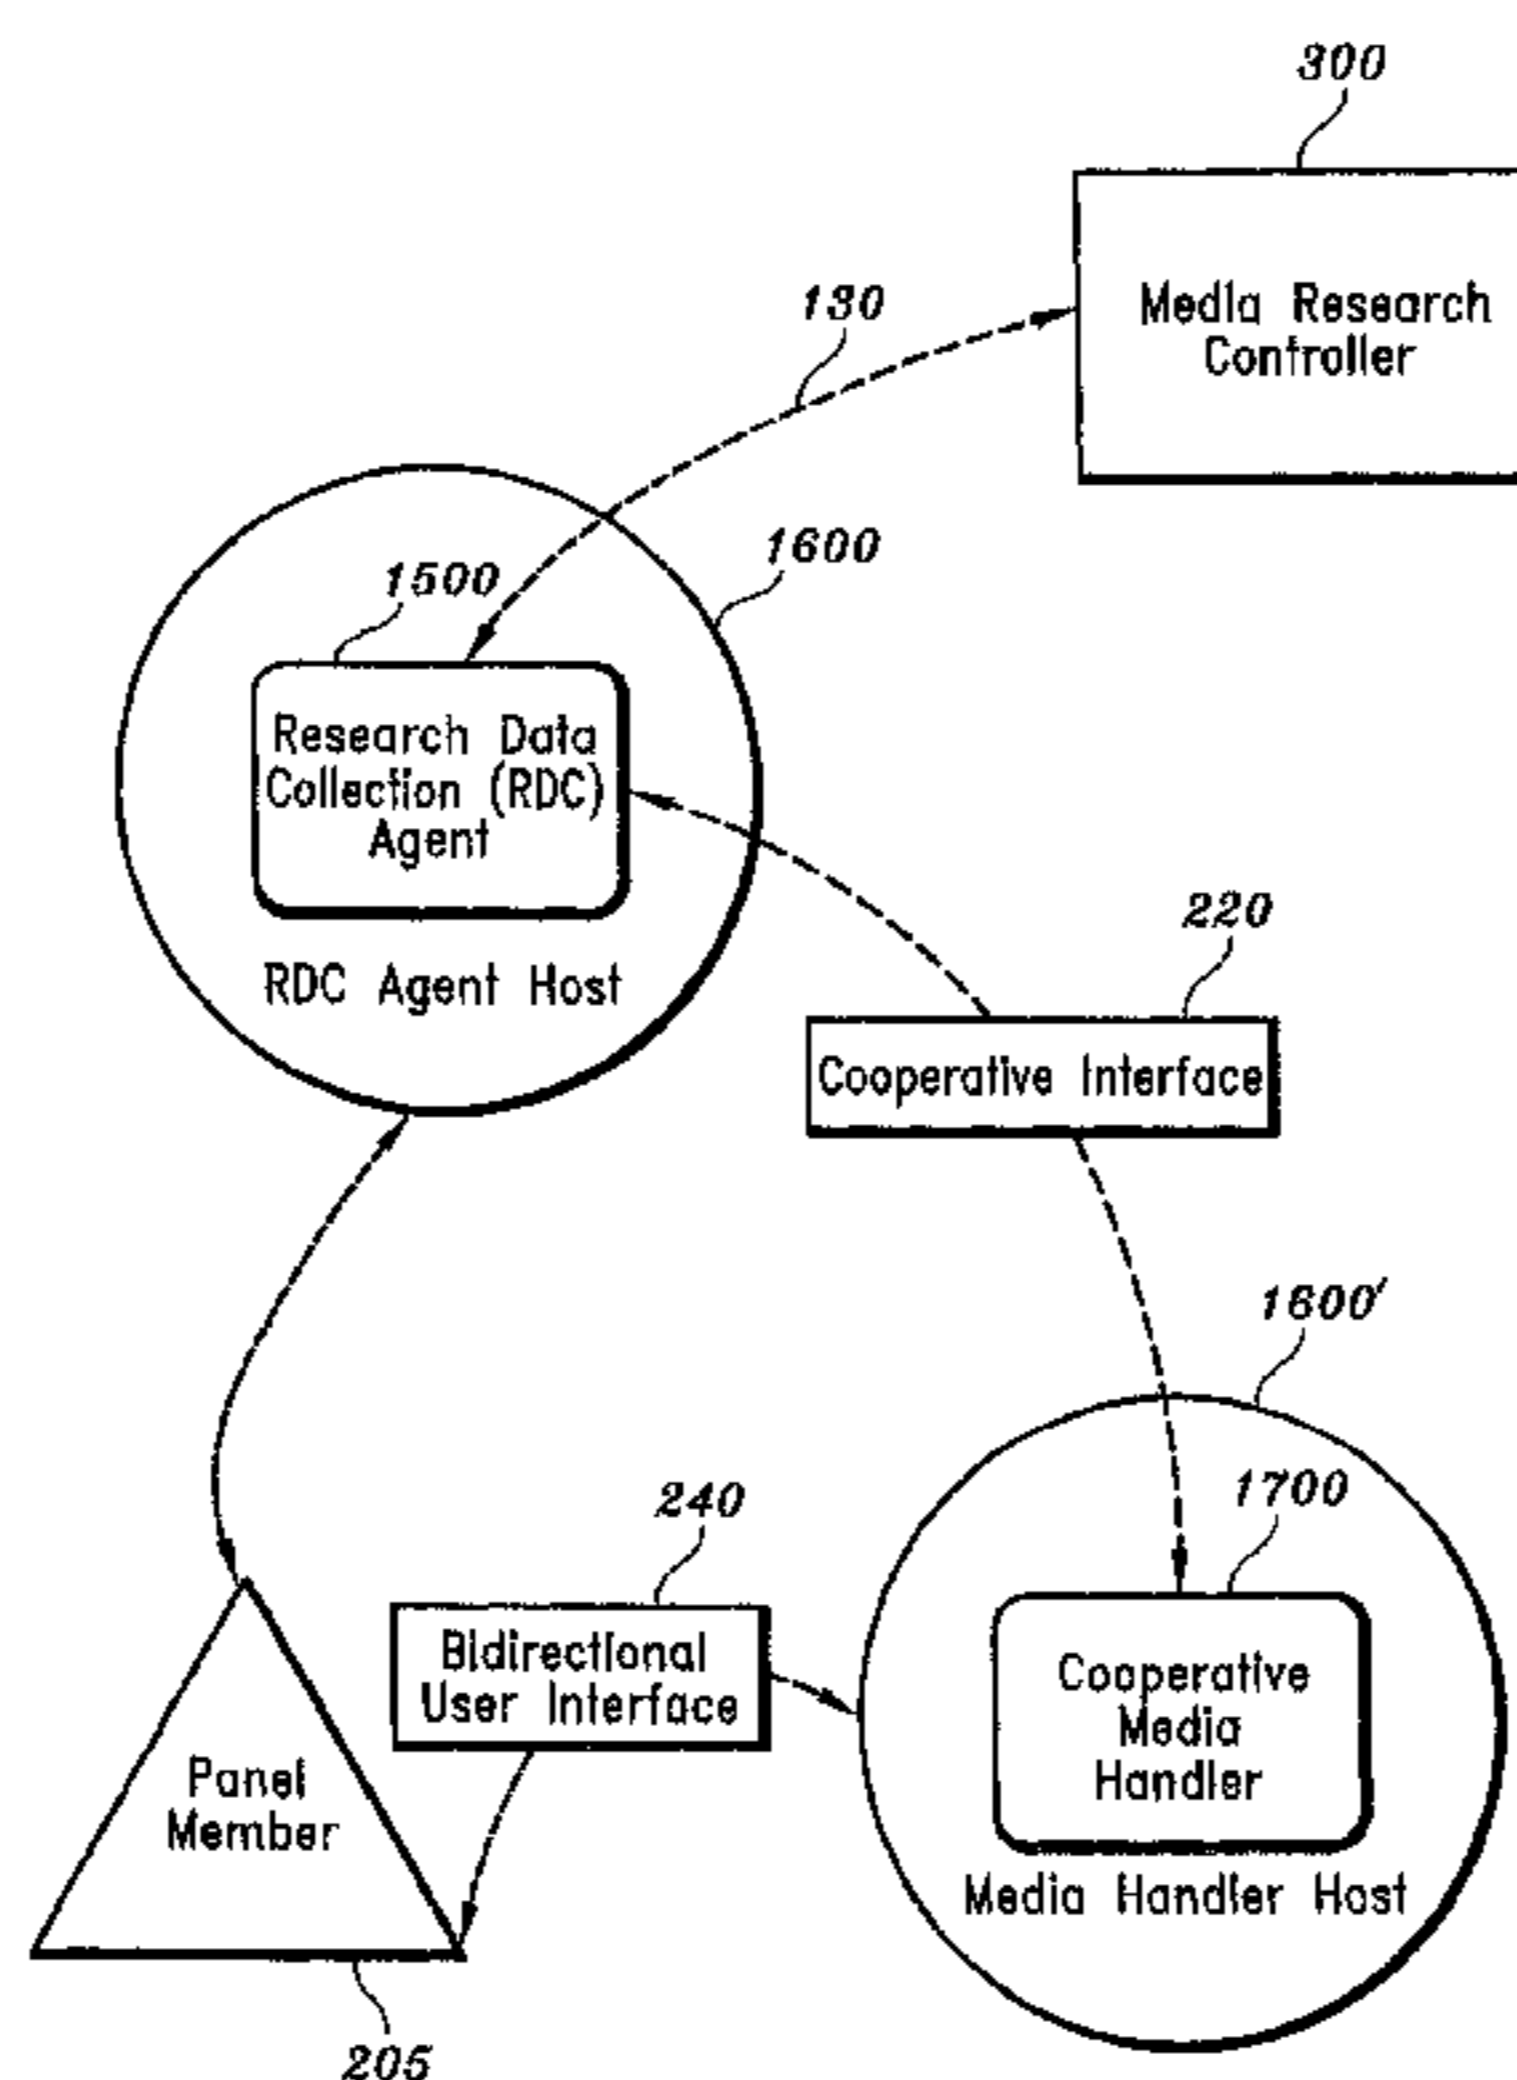 300
Media Research
Controller
130
1600
1500
Research Data
Collection (RDC)
Agent
RDC Agent Host
220
Cooperative Interface
1600'
1700
240
Bidirectional
User Interface
Cooperative
Media
Handler
Media Handler Host
Panel
Member
205